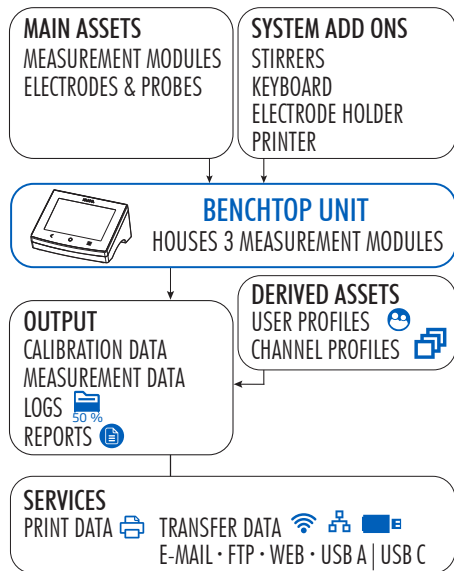 MAIN ASSETS
MEASUREMENT MODULES
ELECTRODES & PROBES
SYSTEM ADD ONS
STIRRERS
KEYBOARD
ELECTRODE HOLDER
PRINTER
BENCHTOP UNIT
HOUSES 3 MEASUREMENT MODULES
DERIVED ASSETS
USER PROFILES
CHANNEL PROFILES
OUTPUT
CALIBRATION DATA
MEASUREMENT DATA
LOGS
50 %
REPORTS
SERVICES
PRINT DATA TRANSFER DATA
E-MAIL · FTP · WEB · USB A | USB C